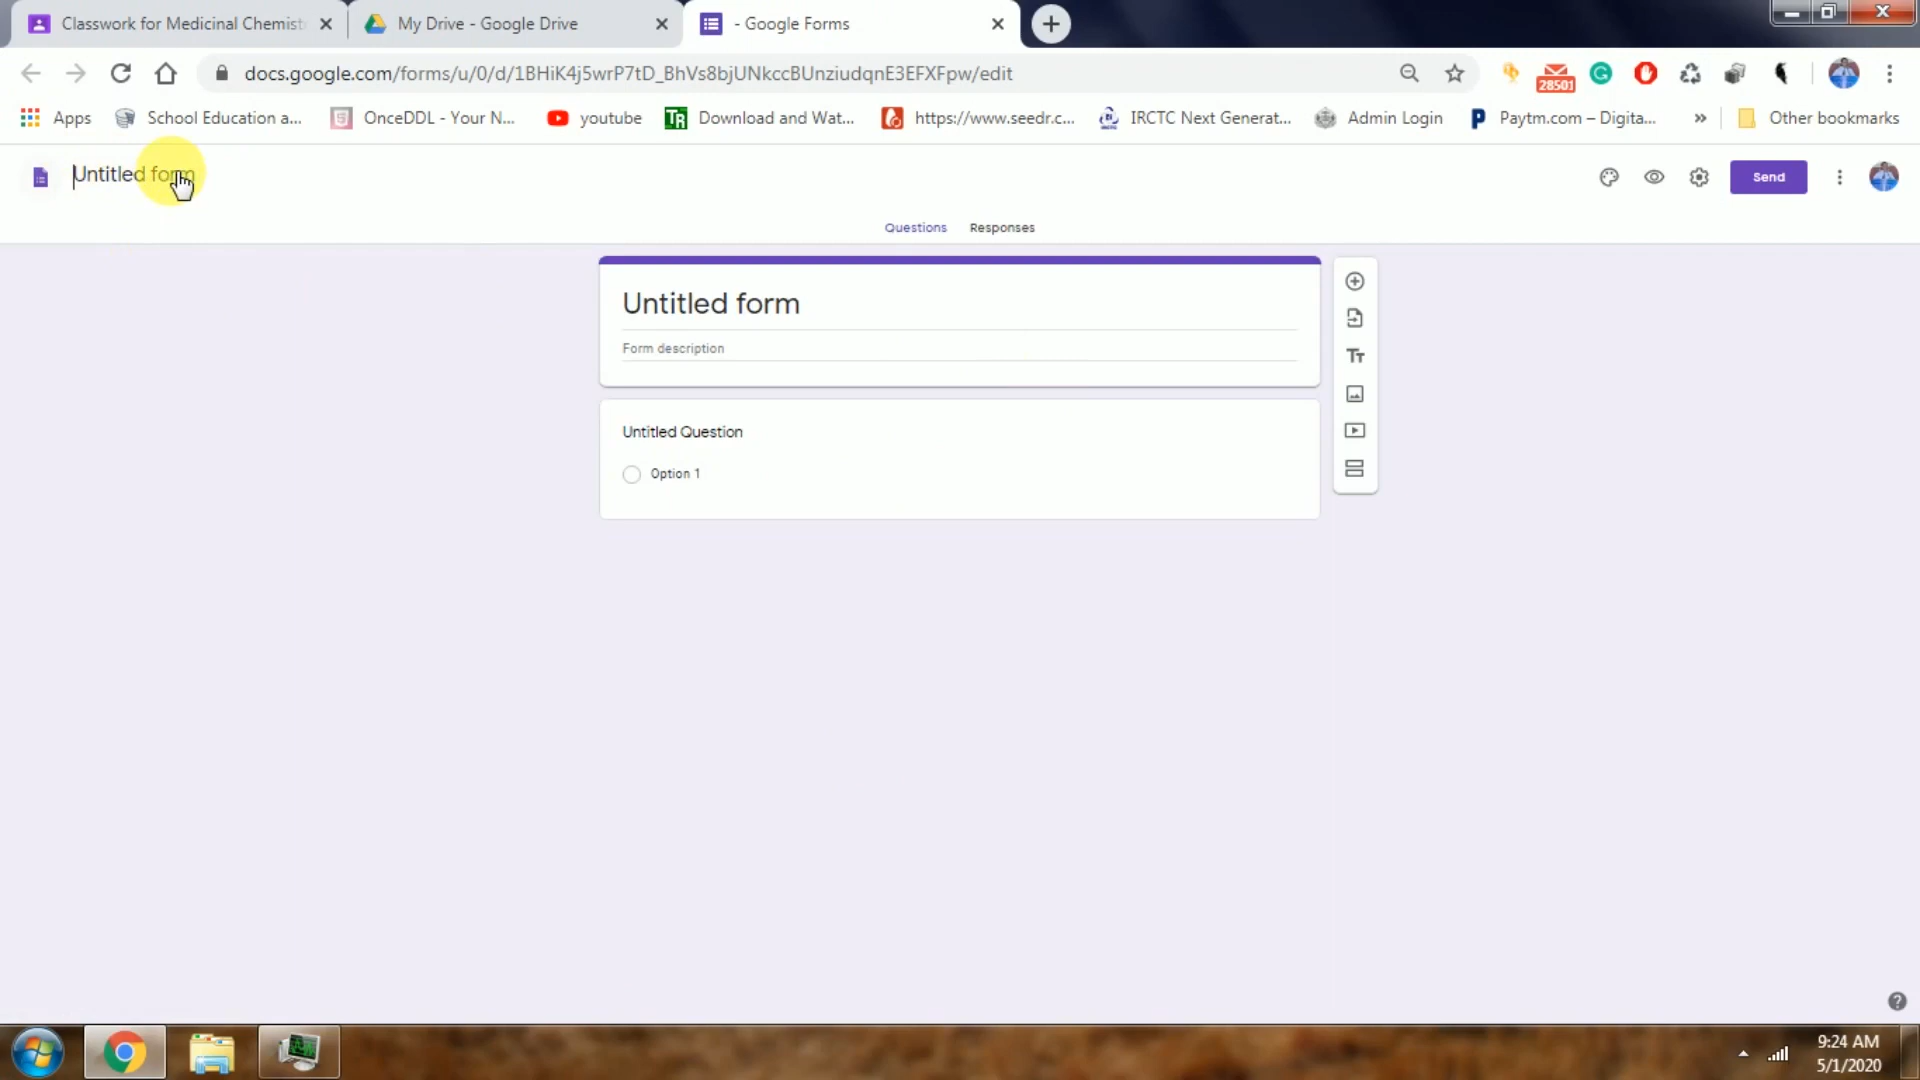 Classwork for Medicinal Chemist
My Drive - Google Drive
- Google Forms
docs.google.com/forms/u/0/d/1BHiK4j5wrP7tD_BhVs8bjUNkccBUnziudqnE3EFXFpw/edit
28501
Apps
School Education a...
OnceDDL - Your N...
youtube
TR Download and Wat...
https://www.seedr.c...
IRCTC Next Generat...
Admin Login
Paytm.com – Digita...
»
Other bookmarks
Untitled form
Send
Questions
Responses
Untitled form
Form description
Untitled Question
Option 1
9:24 AM
5/1/2020